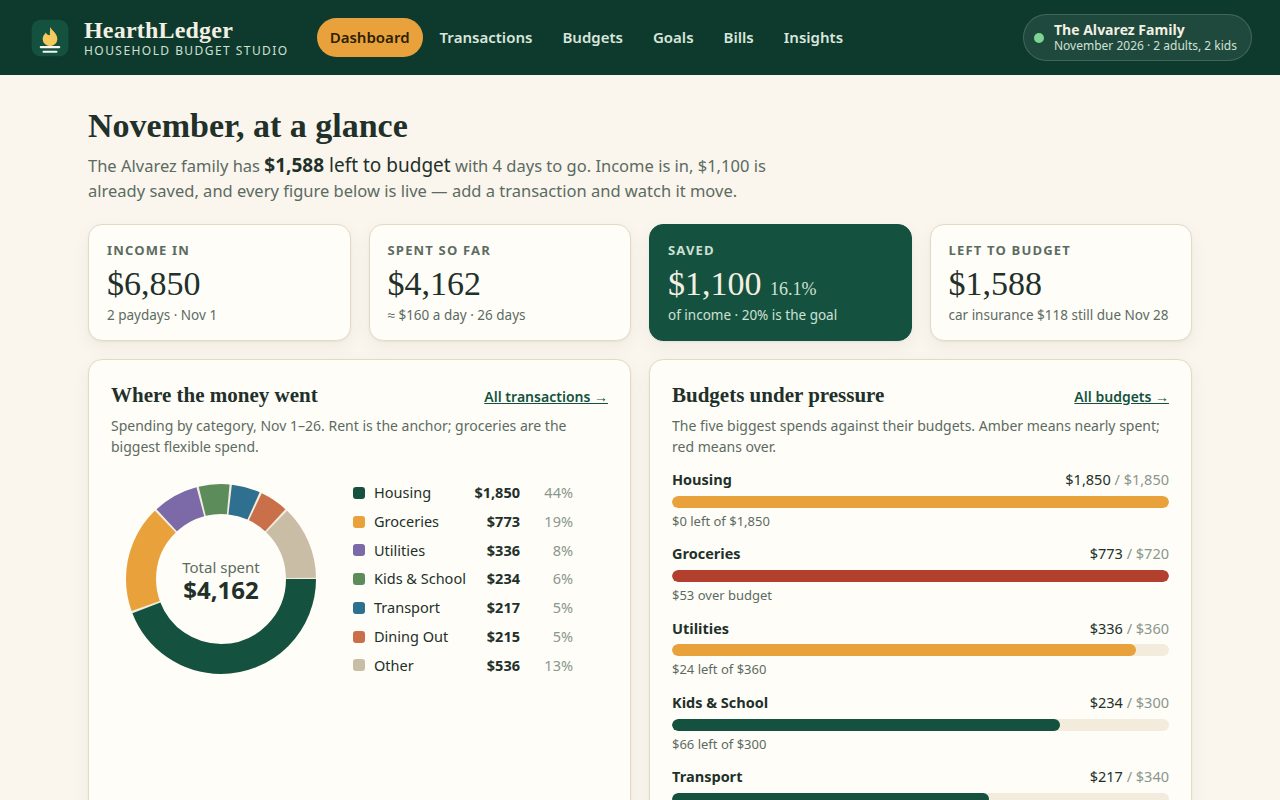 HearthLedger
HOUSEHOLD BUDGET STUDIO
Dashboard
Transactions
Budgets
Goals
Bills
Insights
The Alvarez Family
November 2026 · 2 adults, 2 kids
November, at a glance
The Alvarez family has $1,588 left to budget with 4 days to go. Income is in, $1,100 is
already saved, and every figure below is live — add a transaction and watch it move.
INCOME IN
$6,850
2 paydays · Nov 1
SPENT SO FAR
$4,162
≈ $160 a day · 26 days
SAVED
$1,100 16.1%
of income · 20% is the goal
LEFT TO BUDGET
$1,588
car insurance $118 still due Nov 28
Where the money went
All transactions →
Spending by category, Nov 1–26. Rent is the anchor; groceries are the
biggest flexible spend.
Total spent
$4,162
Housing $1,850 44%
Groceries $773 19%
Utilities $336 8%
Kids & School $234 6%
Transport $217 5%
Dining Out $215 5%
Other $536 13%
Budgets under pressure
All budgets →
The five biggest spends against their budgets. Amber means nearly spent;
red means over.
Housing $1,850 / $1,850
$0 left of $1,850
Groceries $773 / $720
$53 over budget
Utilities $336 / $360
$24 left of $360
Kids & School $234 / $300
$66 left of $300
Transport $217 / $340